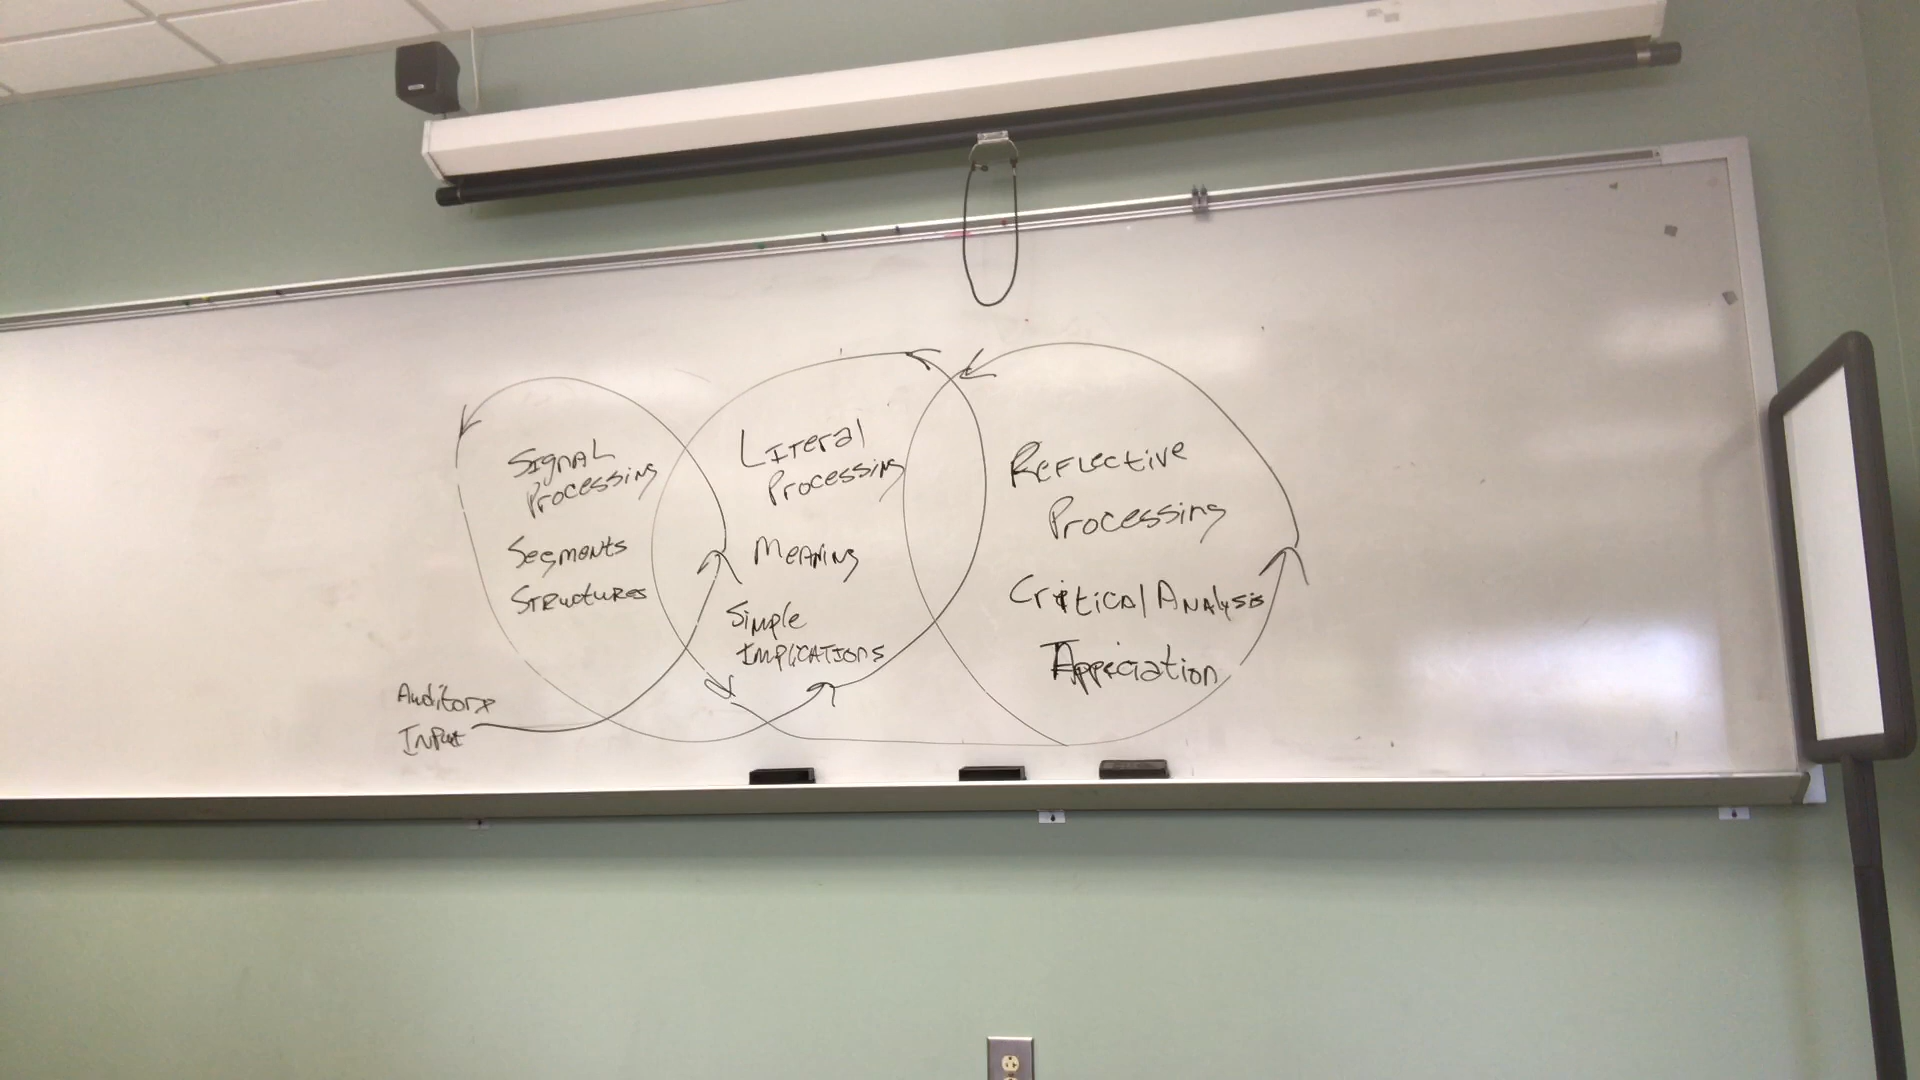 Signal
Processing
Segments
Structures
Literal
Processing
Meaning
Simple
Implications
Reflective
Processing
Critical Analysis
Appreciation
Auditory
Input